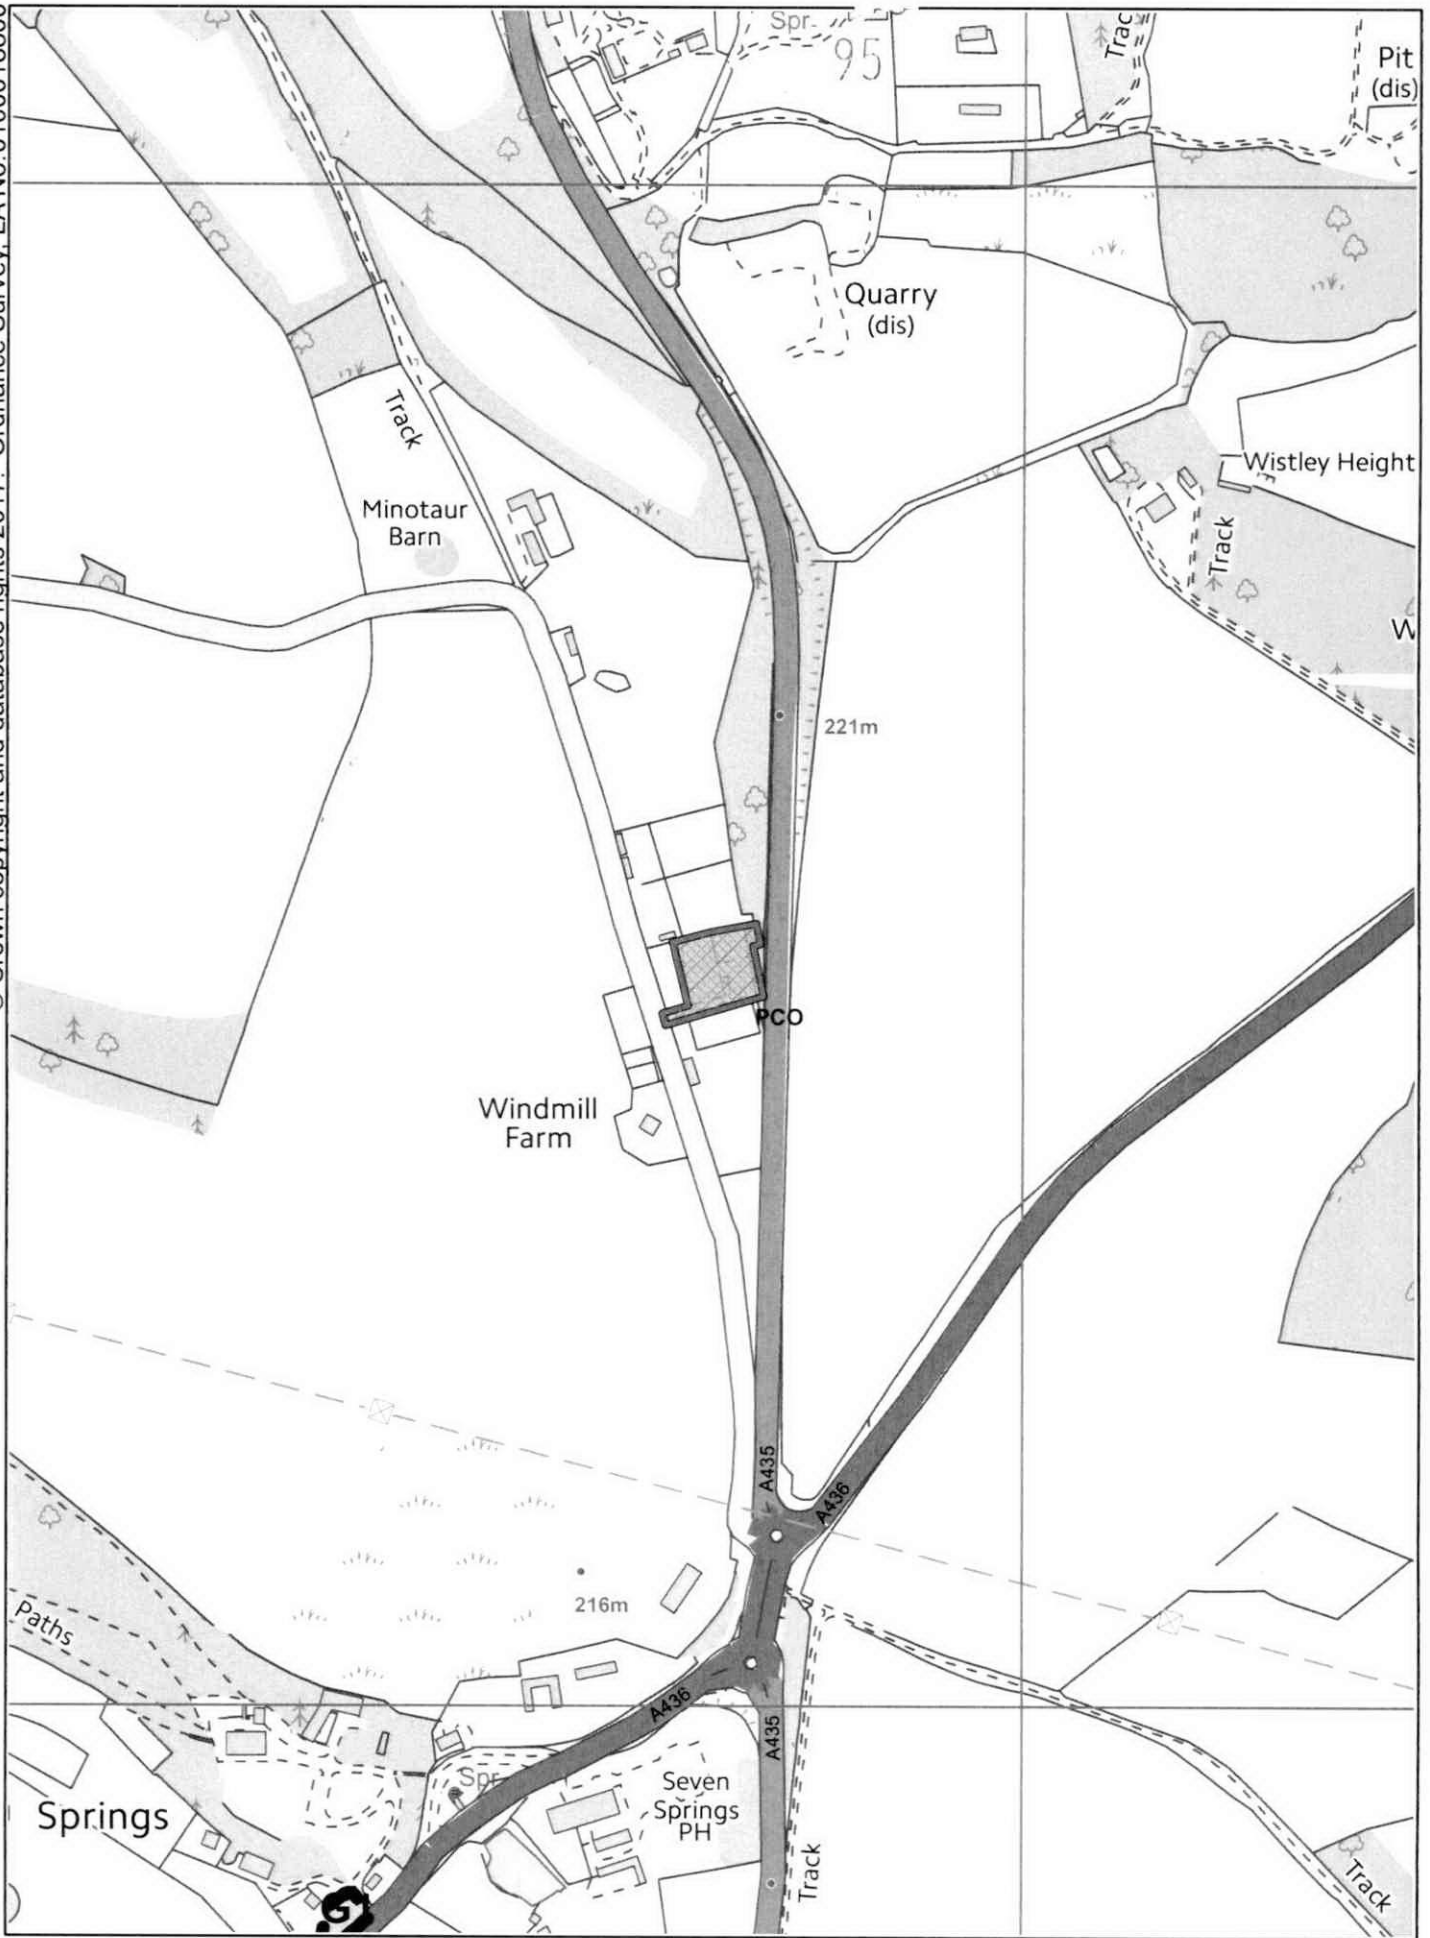 Spr
95
Trac
Pit
(dis)
Quarry
(dis)
Track
Minotaur
Barn
Wistley Height
Track
W
221m
PCO
Windmill
Farm
A435
A436
216m
Paths
A436
A435
Spr
Seven
Springs
PH
Springs
Track
Track
G